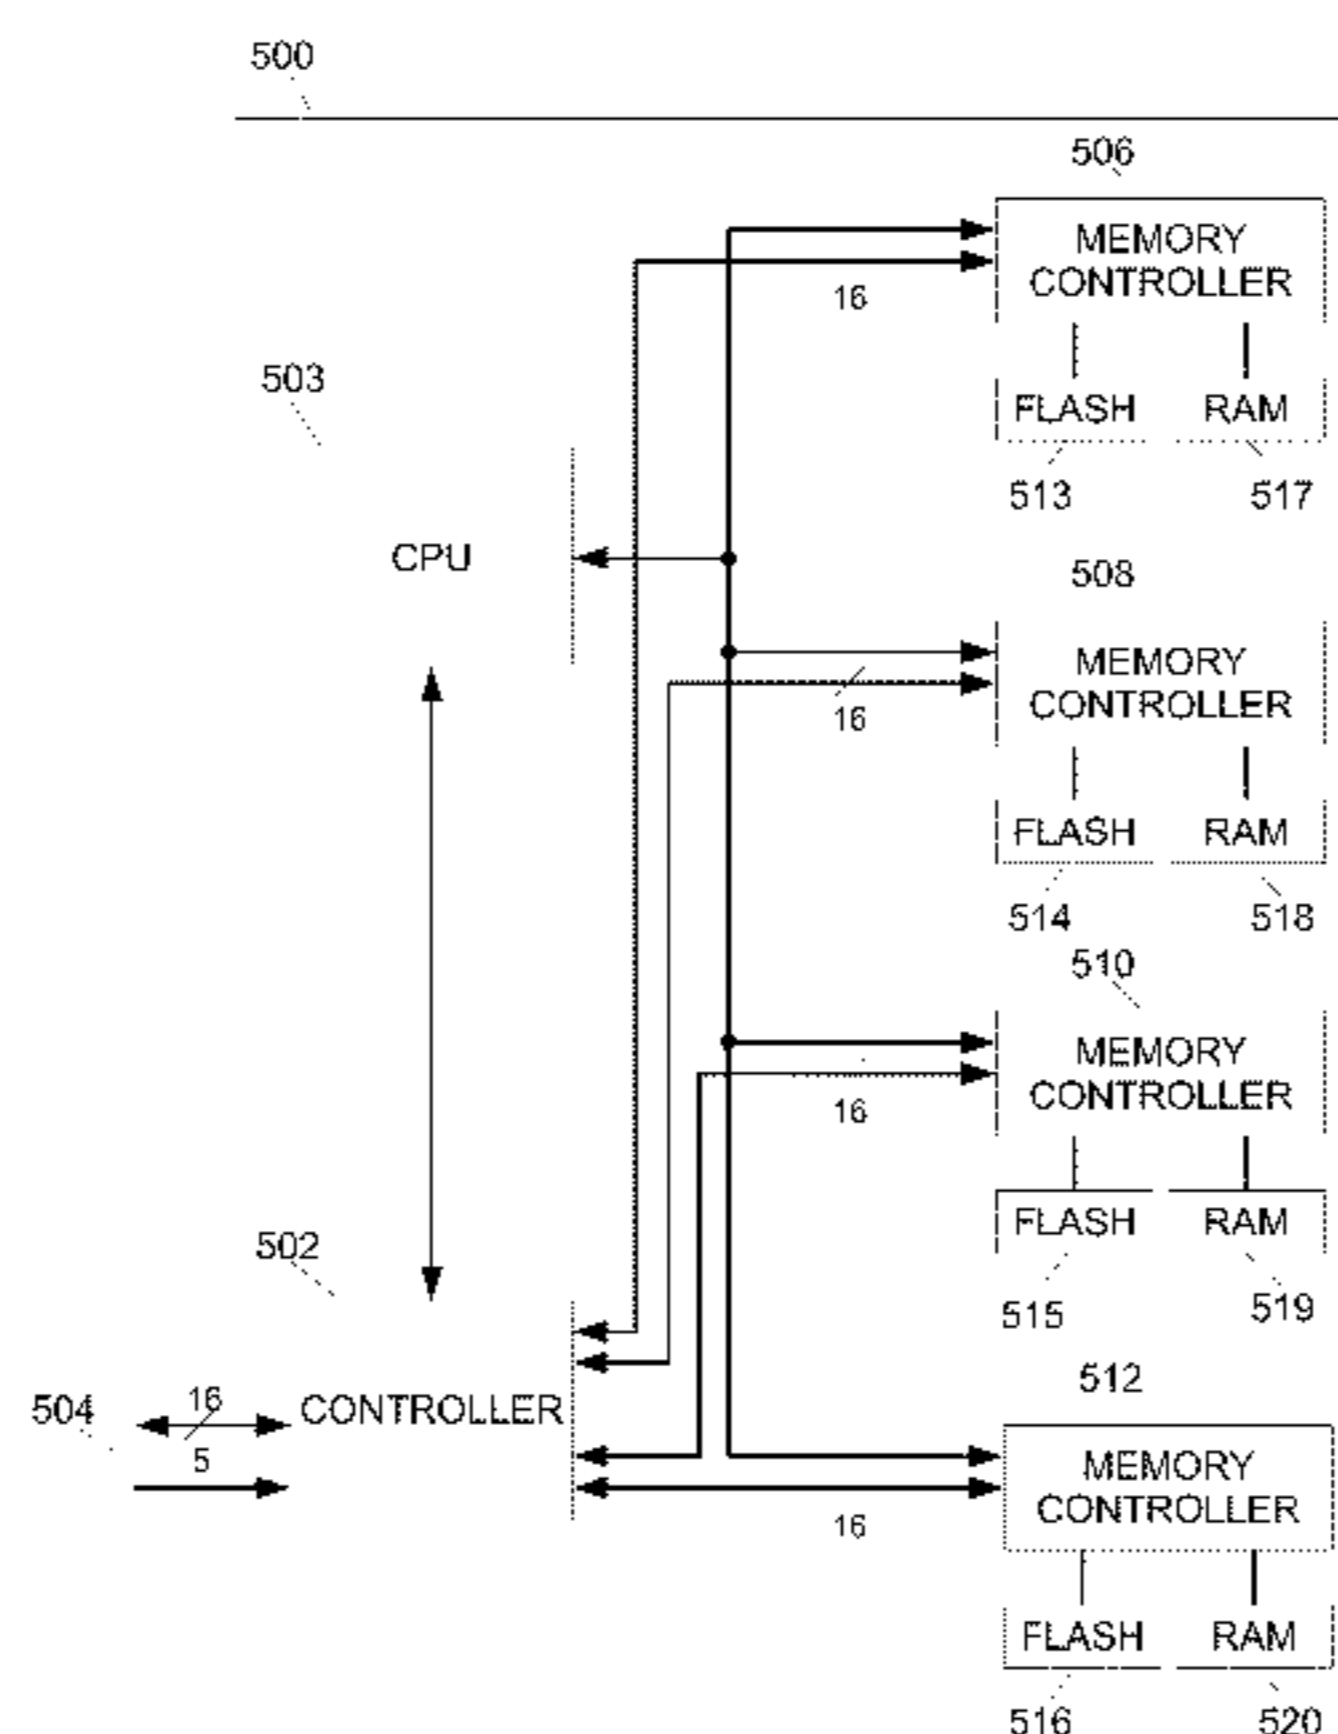 500
506
MEMORY
CONTROLLER
16
503
FLASH RAM
513 517
CPU
508
MEMORY
CONTROLLER
16
FLASH RAM
514 518
510
MEMORY
CONTROLLER
16
FLASH RAM
502
515 519
512
504 16 CONTROLLER
5
MEMORY
CONTROLLER
16
FLASH RAM
516 520